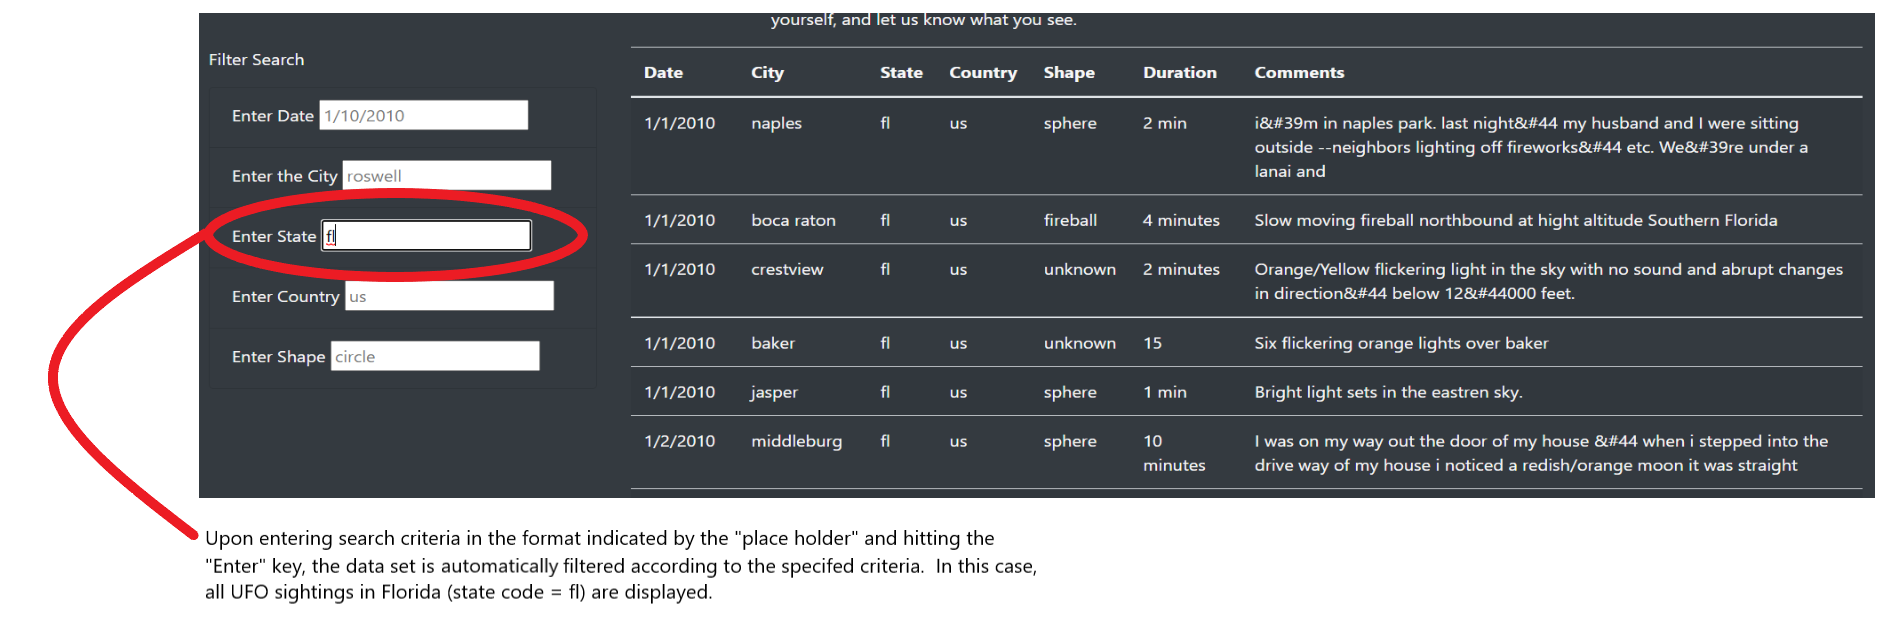 yourself, and let us know what you see.
Filter Search
Enter Date 1/10/2010
Enter the City roswell
Enter State fl
Enter Country us
Enter Shape circle
Date City State Country Shape Duration Comments
1/1/2010 naples fl us sphere 2 min i&#39m in naples park. last night&#44 my husband and I were sitting
outside --neighbors lighting off fireworks&#44 etc. We&#39re under a
lanai and
1/1/2010 boca raton fl us fireball 4 minutes Slow moving fireball northbound at hight altitude Southern Florida
1/1/2010 crestview fl us unknown 2 minutes Orange/Yellow flickering light in the sky with no sound and abrupt changes
in direction&#44 below 12&#44000 feet.
1/1/2010 baker fl us unknown 15 Six flickering orange lights over baker
1/1/2010 jasper fl us sphere 1 min Bright light sets in the eastren sky.
1/2/2010 middleburg fl us sphere 10 I was on my way out the door of my house &#44 when i stepped into the
minutes drive way of my house i noticed a redish/orange moon it was straight
Upon entering search criteria in the format indicated by the "place holder" and hitting the
"Enter" key, the data set is automatically filtered according to the specifed criteria.  In this case,
all UFO sightings in Florida (state code = fl) are displayed.